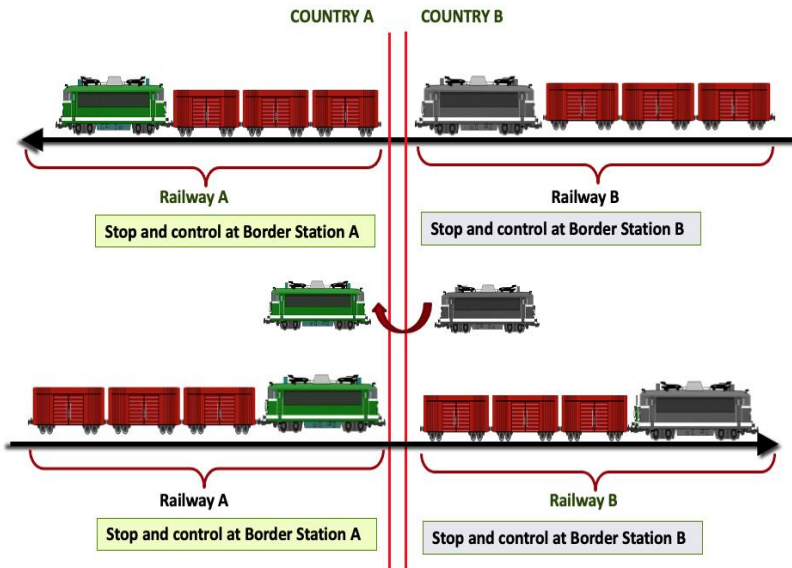 COUNTRY A
COUNTRY B
Railway A
Railway B
Stop and control at Border Station A
Stop and control at Border Station B
Railway A
Railway B
Stop and control at Border Station A
Stop and control at Border Station B